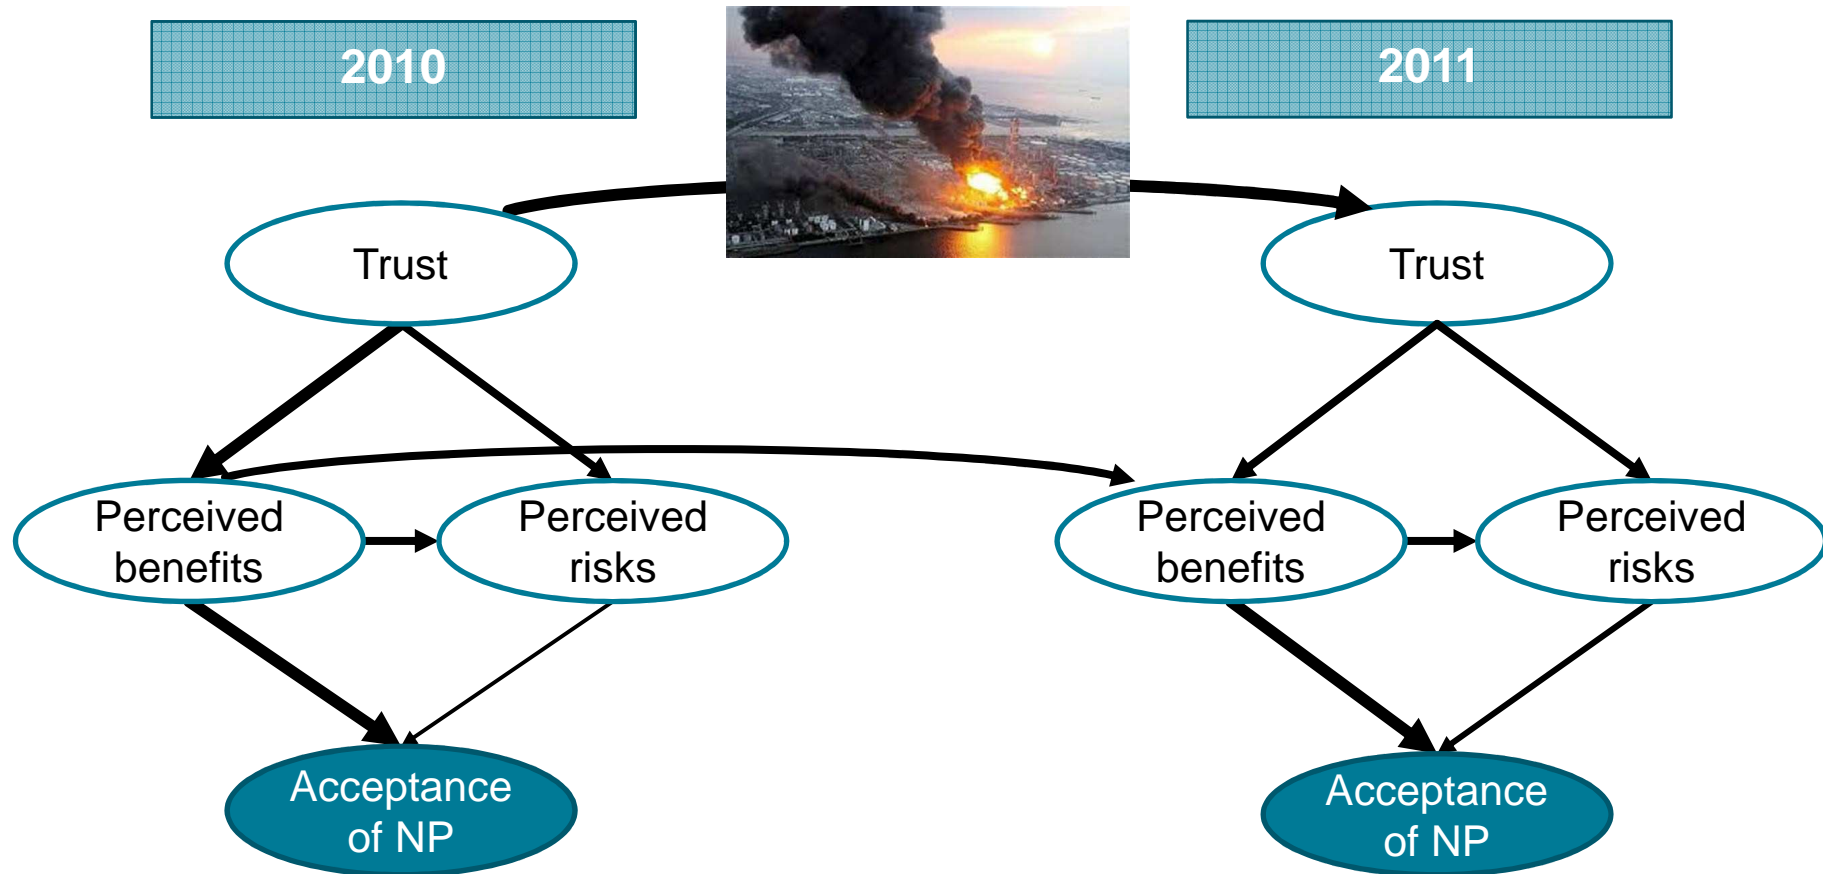 2010
2011
Trust
Trust
Perceived
benefits
Perceived
risks
Perceived
benefits
Perceived
risks
Acceptance
of NP
Acceptance
of NP